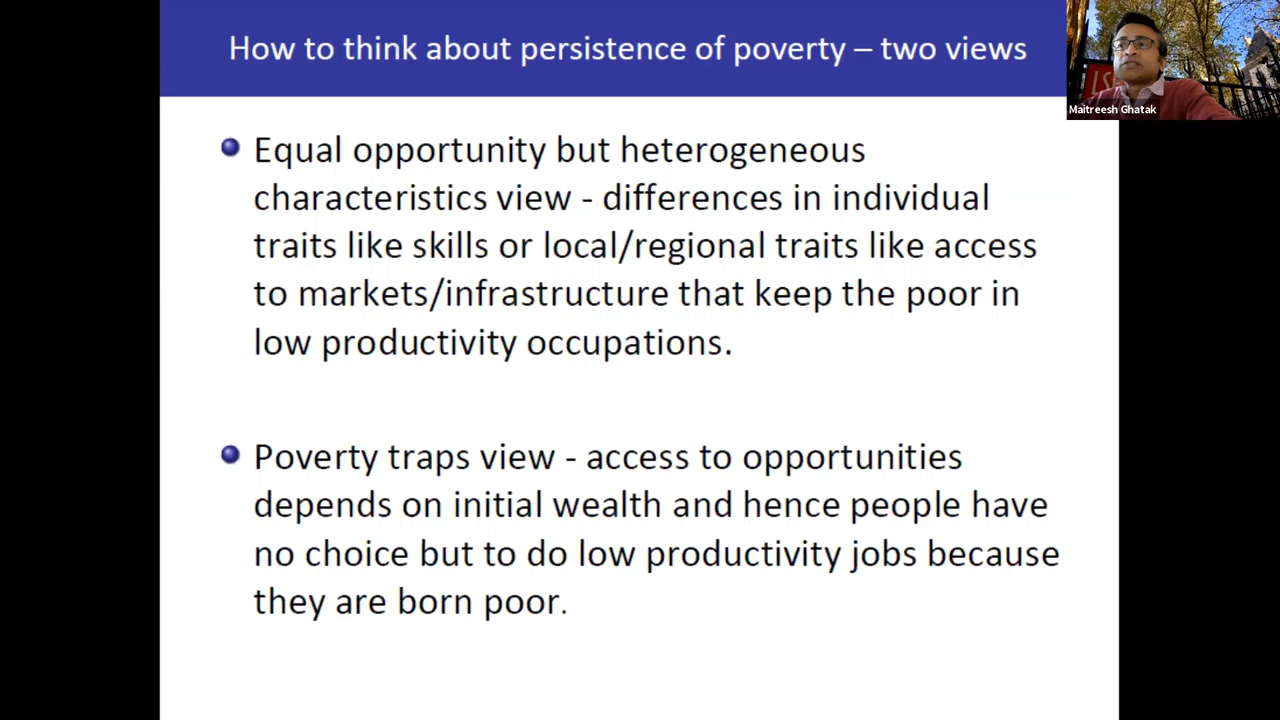 How to think about persistence of poverty – two views
LS
Maitreesh Ghatak
Equal opportunity but heterogeneous
characteristics view - differences in individual
traits like skills or local/regional traits like access
to markets/infrastructure that keep the poor in
low productivity occupations.
Poverty traps view - access to opportunities
depends on initial wealth and hence people have
no choice but to do low productivity jobs because
they are born poor.